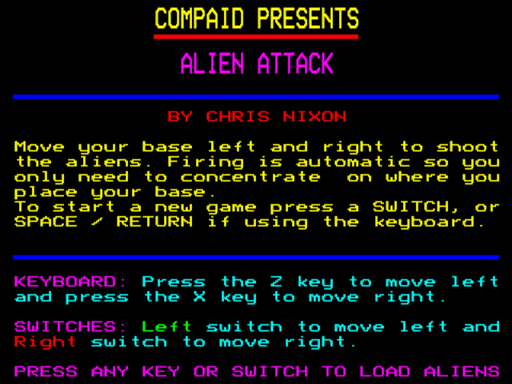 COMPAID PRESENTS
ALIEN ATTACK
BY CHRIS NIXON
Move your base left and right to shoot
the aliens. Firing is automatic so you
only need to concentrate  on where you
place your base.
To start a new game press a SWITCH, or
SPACE / RETURN if using the keyboard.
KEYBOARD: Press the Z key to move left
and press the X key to move right.
SWITCHES: Left switch to move left and
Right switch to move right.
PRESS ANY KEY OR SWITCH TO LOAD ALIENS